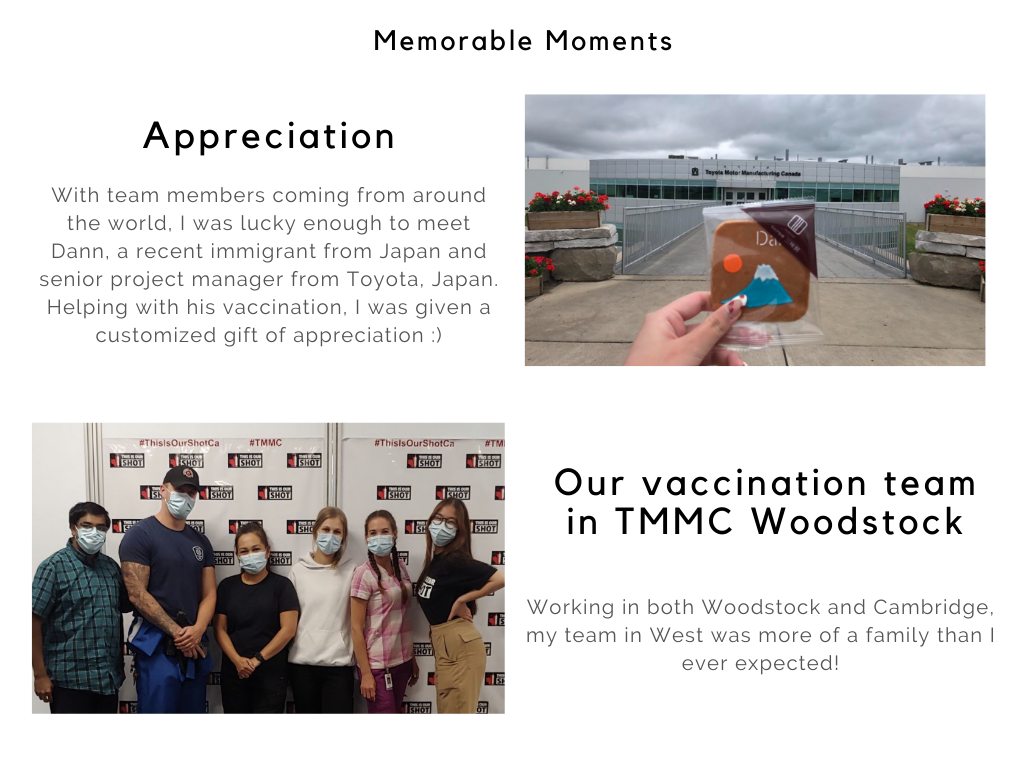 Memorable Moments
Appreciation
With team members coming from around
the world, I was lucky enough to meet
Dann, a recent immigrant from Japan and
senior project manager from Toyota, Japan.
Helping with his vaccination, I was given a
customized gift of appreciation :)
Toyota Motor Manufacturing Canada
#ThisIsOurShotCa #TMMC #ThisIsOurShotCa
THIS IS OUR SHOT
Our vaccination team
in TMMC Woodstock
Working in both Woodstock and Cambridge,
my team in West was more of a family than I
ever expected!